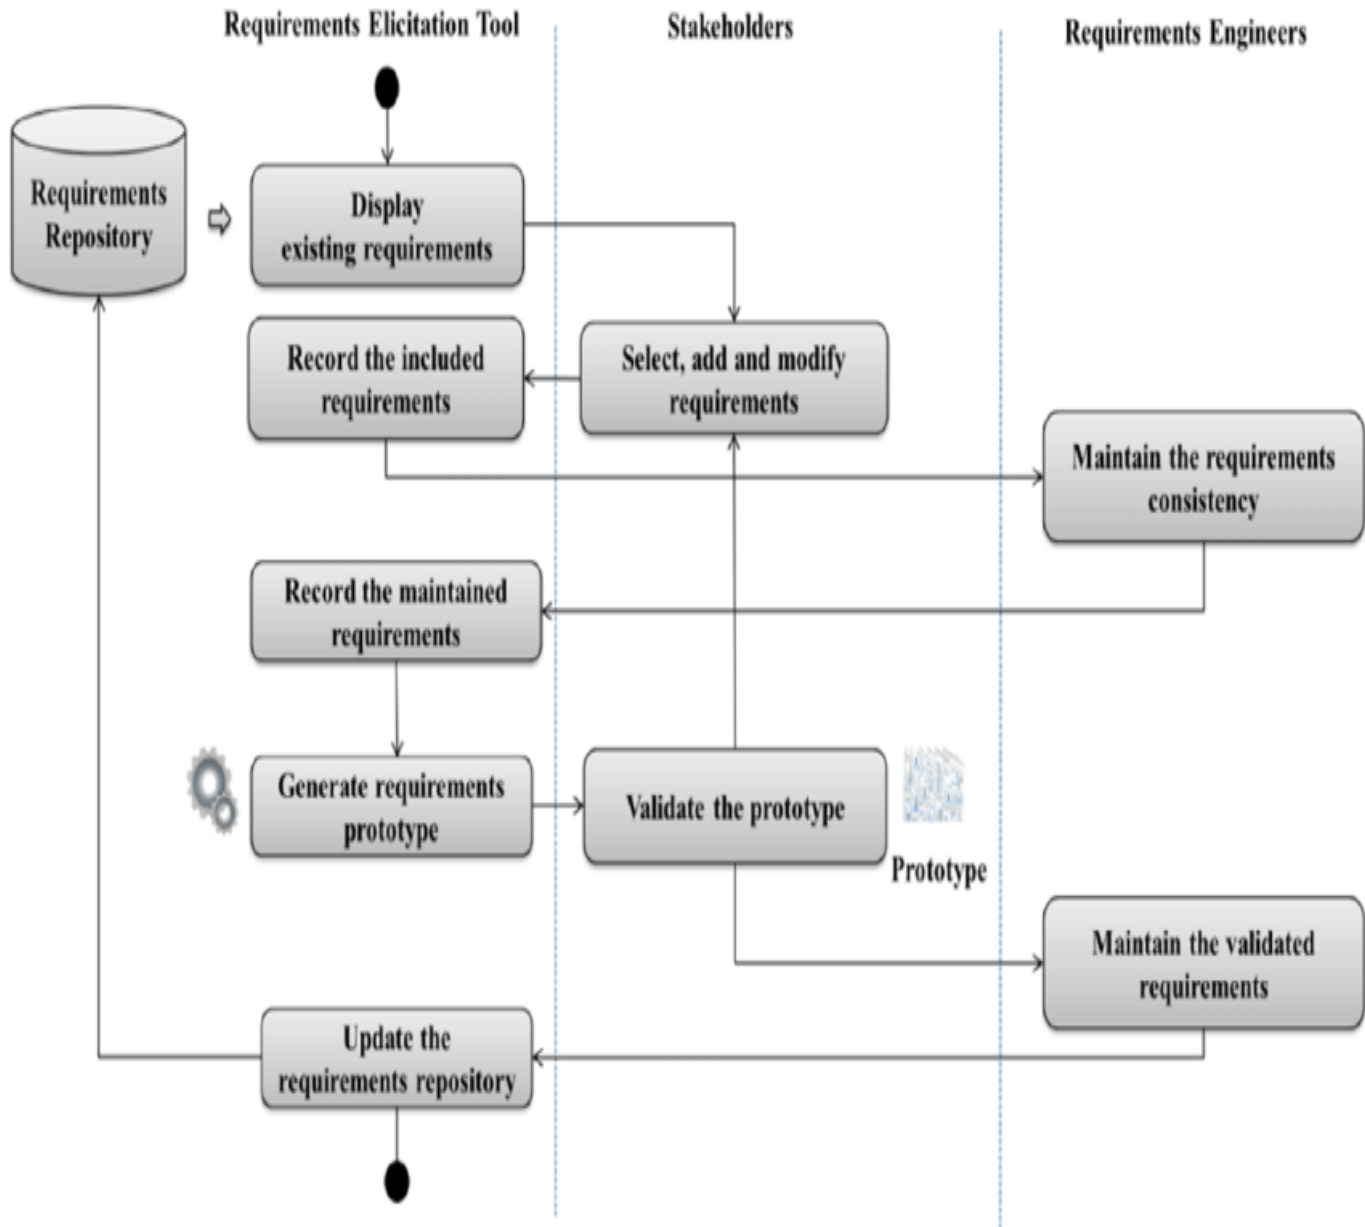 Requirements Elicitation Tool
Stakeholders
Requirements Engineers
Requirements
Repository
Display
existing requirements
Record the included
requirements
Select, add and modify
requirements
Maintain the requirements
consistency
Record the maintained
requirements
Generate requirements
prototype
Validate the prototype
Prototype
Maintain the validated
requirements
Update the
requirements repository